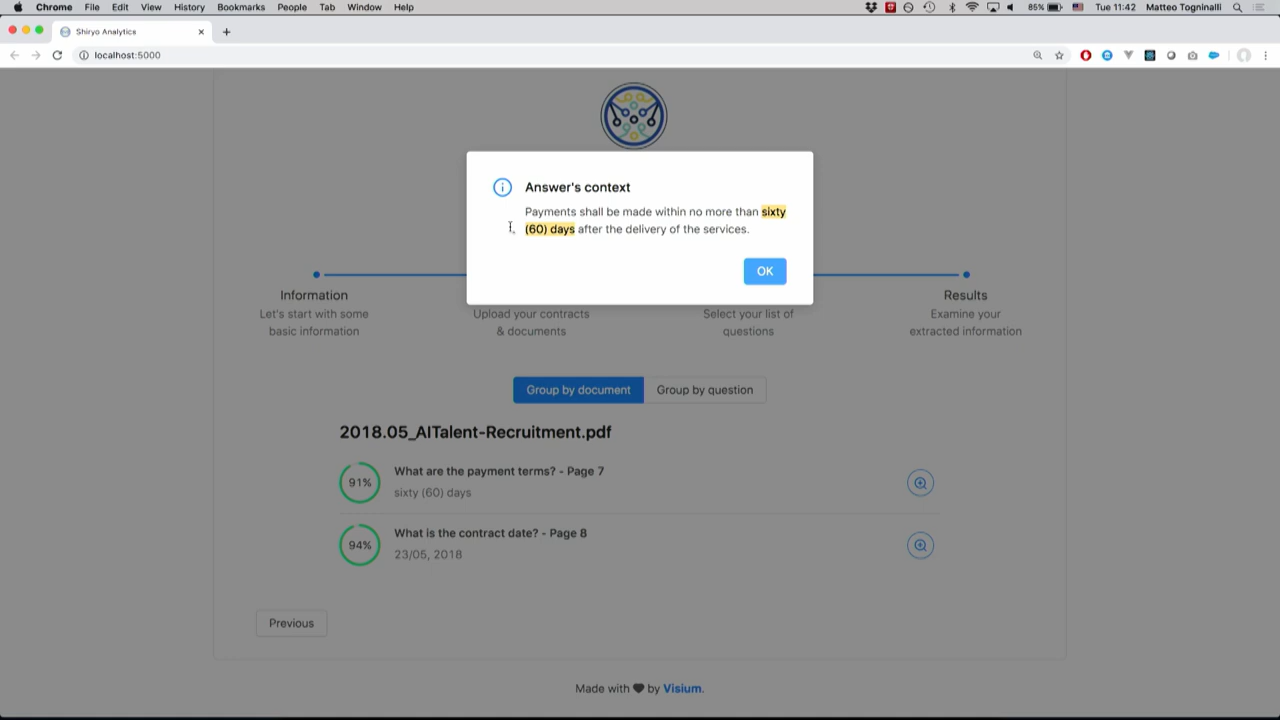 Chrome File Edit View History Bookmarks People Tab Window Help 85% Tue 11:42 Matteo Togninalli
Shiryo Analytics
localhost:5000
Answer's context
Payments shall be made within no more than sixty
(60) days after the delivery of the services.
OK
Information
Let's start with some
basic information
Upload your contracts
& documents
Select your list of
questions
Results
Examine your
extracted information
Group by document Group by question
2018.05_AITalent-Recruitment.pdf
91%
What are the payment terms? - Page 7
sixty (60) days
94%
What is the contract date? - Page 8
23/05, 2018
Previous
Made with ♥ by Visium.